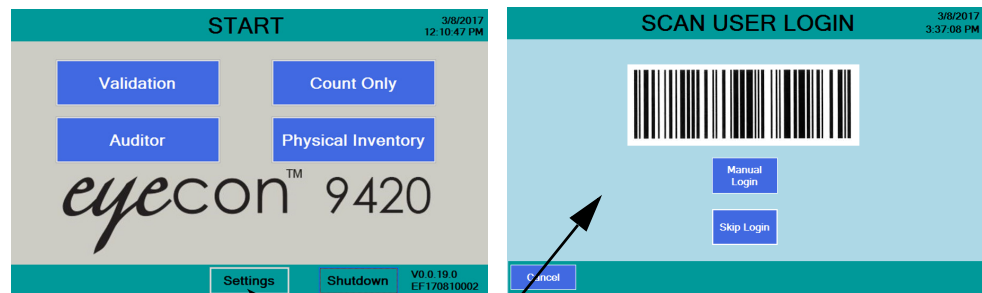 START
3/8/2017
12:10:47 PM
Validation
Count Only
Auditor
Physical Inventory
eyecon™ 9420
Settings
Shutdown
V0.0.19.0
EF170810002
SCAN USER LOGIN
3/8/2017
3:37:08 PM
Manual
Login
Skip Login
Cancel